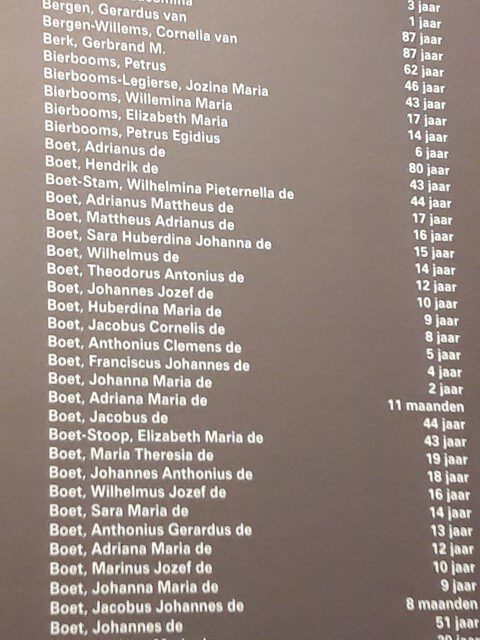 3 jaar
1 jaar
Bergen, Gerardus van 87 jaar
Bergen-Willems, Cornelia van 87 jaar
Berk, Gerbrand M. 62 jaar
Bierbooms, Petrus 46 jaar
Bierbooms-Legierse, Jozina Maria 43 jaar
Bierbooms, Willemina Maria 17 jaar
Bierbooms, Elizabeth Maria 14 jaar
Bierbooms, Petrus Egidius 6 jaar
Boet, Adrianus de 80 jaar
Boet, Hendrik de 43 jaar
Boet-Stam, Wilhelmina Pieternella de 44 jaar
Boet, Adrianus Mattheus de 17 jaar
Boet, Mattheus Adrianus de 16 jaar
Boet, Sara Huberdina Johanna de 15 jaar
Boet, Wilhelmus de 14 jaar
Boet, Theodorus Antonius de 12 jaar
Boet, Johannes Jozef de 10 jaar
Boet, Huberdina Maria de 9 jaar
Boet, Jacobus Cornelis de 8 jaar
Boet, Anthonius Clemens de 5 jaar
Boet, Franciscus Johannes de 4 jaar
Boet, Johanna Maria de 2 jaar
Boet, Adriana Maria de 11 maanden
Boet, Jacobus de 44 jaar
Boet-Stoop, Elizabeth Maria de 43 jaar
Boet, Maria Theresia de 19 jaar
Boet, Johannes Anthonius de 18 jaar
Boet, Wilhelmus Jozef de 16 jaar
Boet, Sara Maria de 14 jaar
Boet, Anthonius Gerardus de 13 jaar
Boet, Adriana Maria de 12 jaar
Boet, Marinus Jozef de 10 jaar
Boet, Johanna Maria de 9 jaar
Boet, Jacobus Johannes de 8 maanden
Boet, Johannes de 51 jaar